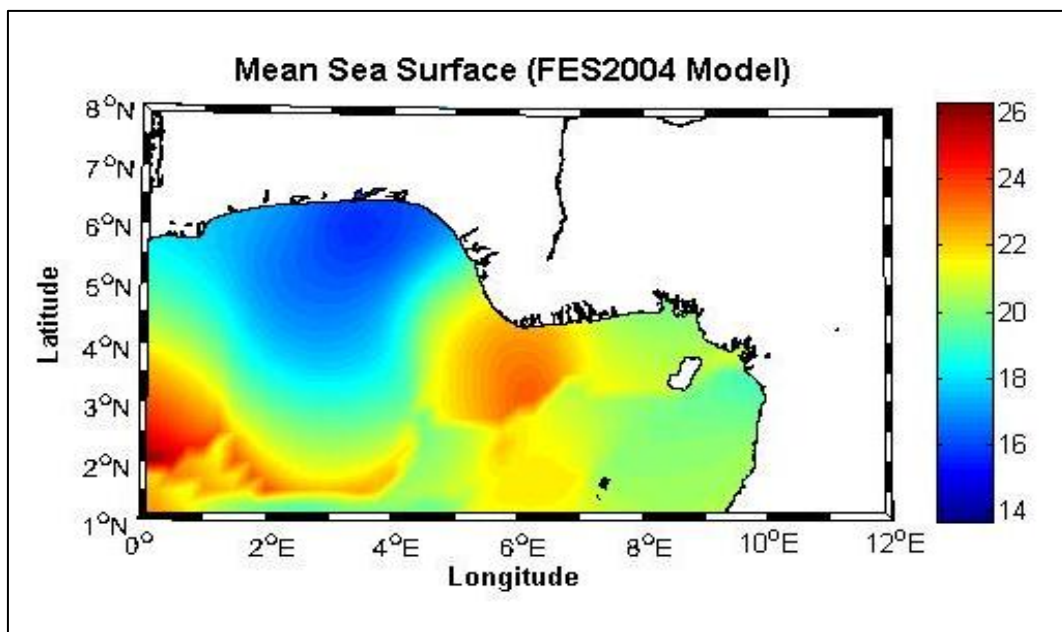 Mean Sea Surface (FES2004 Model)
8°N
7°N
6°N
5°N
4°N
3°N
2°N
1°N
Latitude
0°
2°E
4°E
6°E
8°E
10°E
12°E
Longitude
26
24
22
20
18
16
14